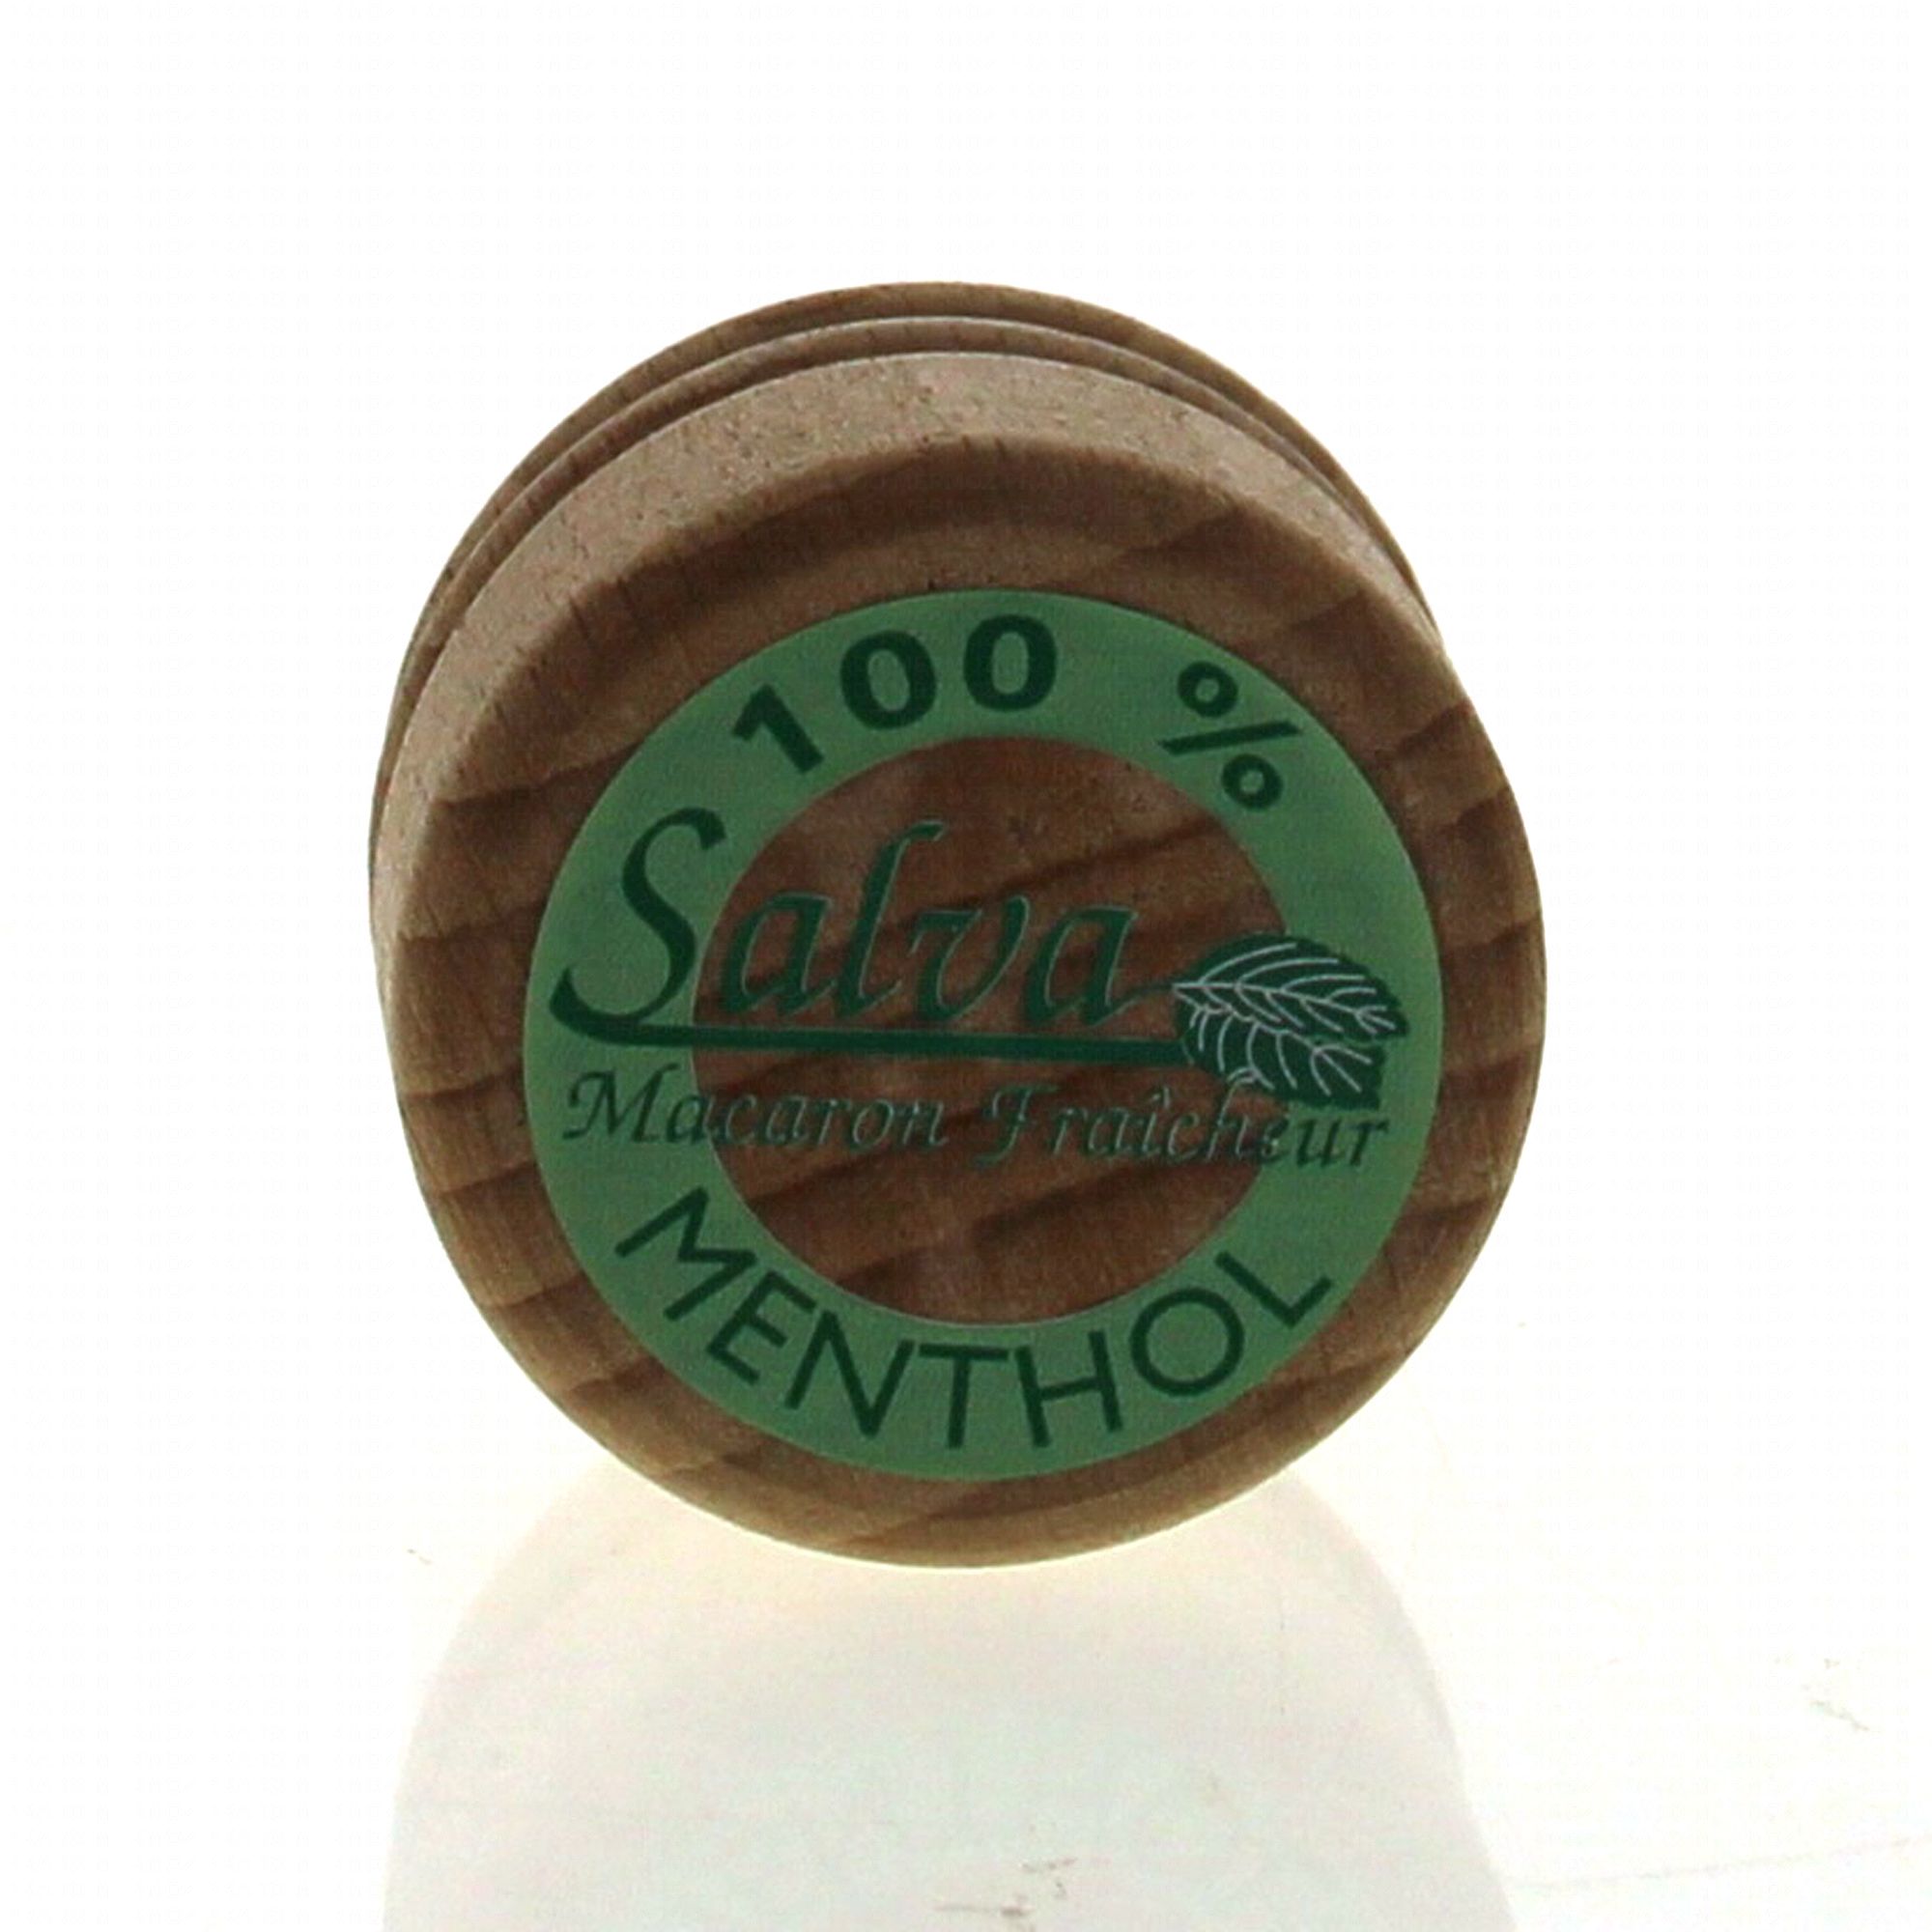 100 %
Salva
Macaron Fraîcheur
MENTHOL